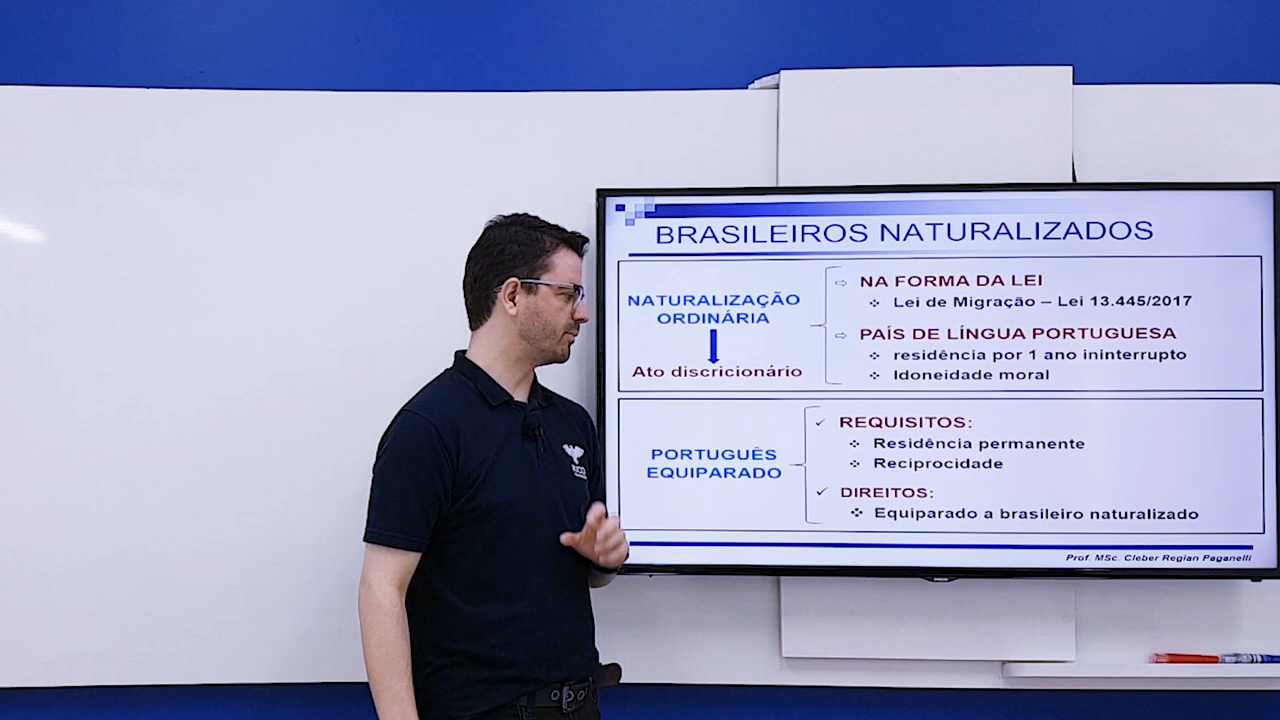 BRASILEIROS NATURALIZADOS
NATURALIZAÇÃO
ORDINÁRIA
Ato discricionário
NA FORMA DA LEI
Lei de Migração – Lei 13.445/2017
PAÍS DE LÍNGUA PORTUGUESA
residência por 1 ano ininterrupto
Idoneidade moral
PORTUGUÊS
EQUIPARADO
REQUISITOS:
Residência permanente
Reciprocidade
DIREITOS:
Equiparado a brasileiro naturalizado
Prof. MSc. Cleber Regian Paganelli